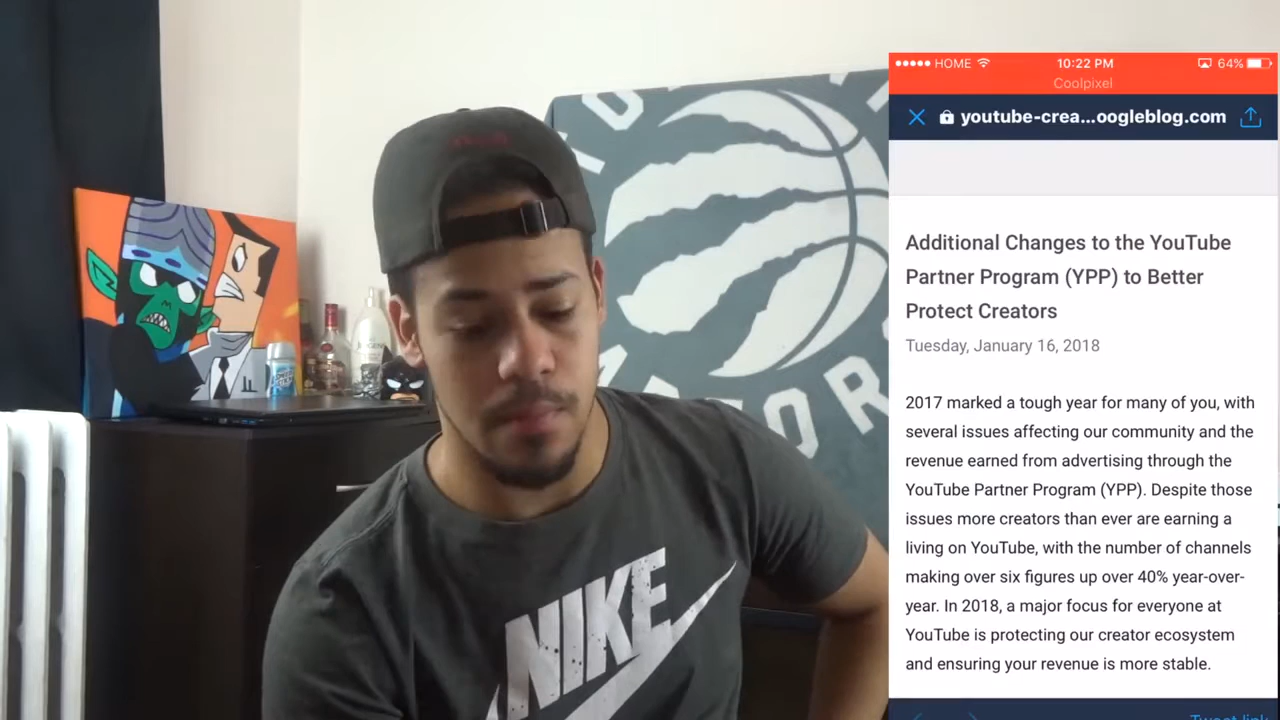 NIKE
HOME
10:22 PM
64%
Coolpixel
youtube-crea...oogleblog.com
Additional Changes to the YouTube
Partner Program (YPP) to Better
Protect Creators
Tuesday, January 16, 2018
2017 marked a tough year for many of you, with
several issues affecting our community and the
revenue earned from advertising through the
YouTube Partner Program (YPP). Despite those
issues more creators than ever are earning a
living on YouTube, with the number of channels
making over six figures up over 40% year-over-
year. In 2018, a major focus for everyone at
YouTube is protecting our creator ecosystem
and ensuring your revenue is more stable.